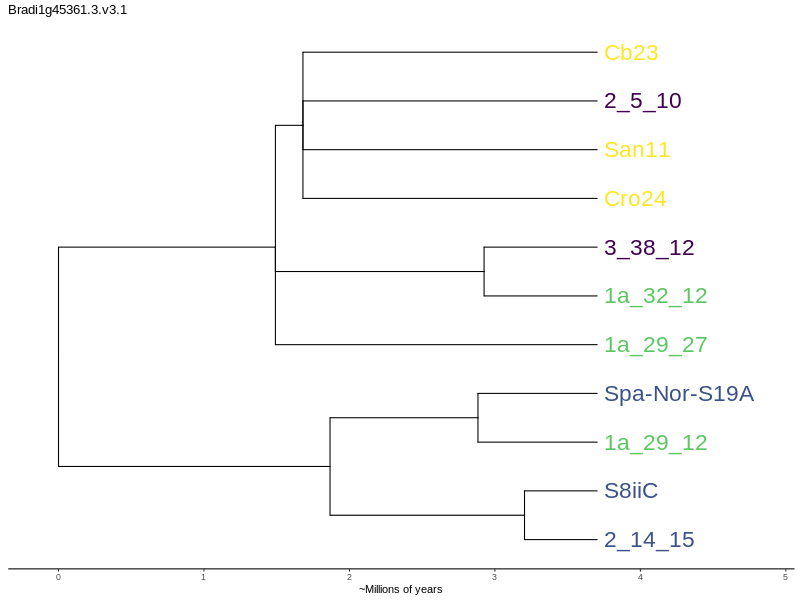 Bradi1g45361.3.v3.1
Cb23
2_5_10
San11
Cro24
3_38_12
1a_32_12
1a_29_27
Spa-Nor-S19A
1a_29_12
S8iiC
2_14_15
0 1 2 3 4 5
~Millions of years